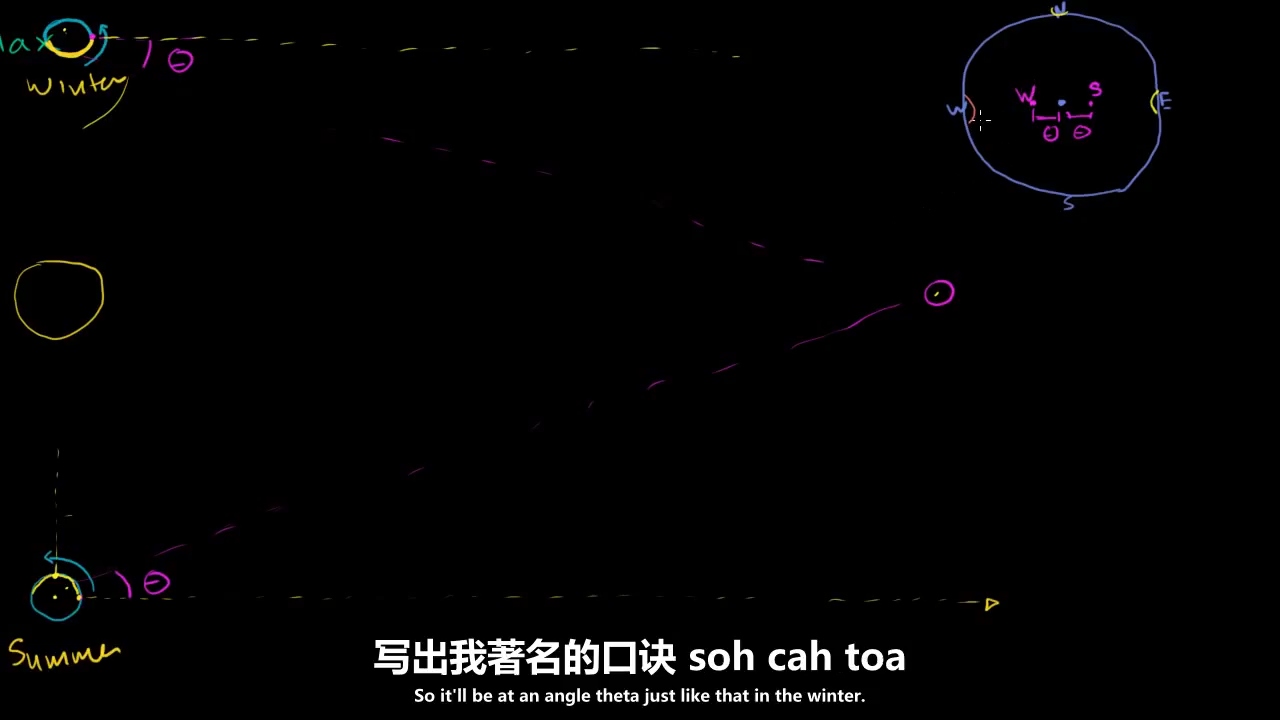 N
lax
θ
Winter
W
S
W
E
θ θ
S
θ
Summer
写出我著名的口诀 soh cah toa
So it'll be at an angle theta just like that in the winter.